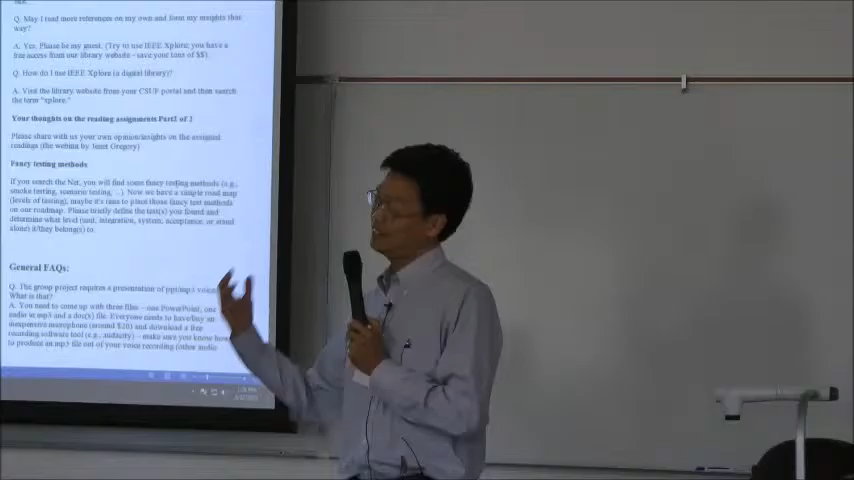 Q. May I read more references on my own and form my insights that
way?
A. Yes. Please be my guest. (Try to use IEEE Xplore; you have a
free access from our library website - save your tons of $$).
Q. How do I use IEEE Xplore (a digital library)?
A. Visit the library website from your CSUF portal and then search
the term "xplore."
Your thoughts on the reading assignments Part2 of 2
Please share with us your own opinion/insights on the assigned
readings (the webina by Janet Gregory)
Fancy testing methods
If you search the Net, you will find some fancy testing methods (e.g.,
smoke testing, scenario testing, ...) Now we have a simple road map
(levels of testing), maybe it's time to place those fancy test methods
on our roadmap. Please briefly define the test(s) you found and
determine what level (unit, integration, system, acceptance, or stand
alone) it/they belong(s) to.
General FAQs:
Q. The group project requires a presentation of ppt/mp3 voice
What is that?
A. You need to come up with three files - one PowerPoint, one
audio in mp3 and a doc(x) file. Everyone needs to have/buy an
inexpensive microphone (around $20) and download a free
recording software tool (e.g., audacity) - make sure you know how
to produce an mp3 file out of your voice recording (other audio